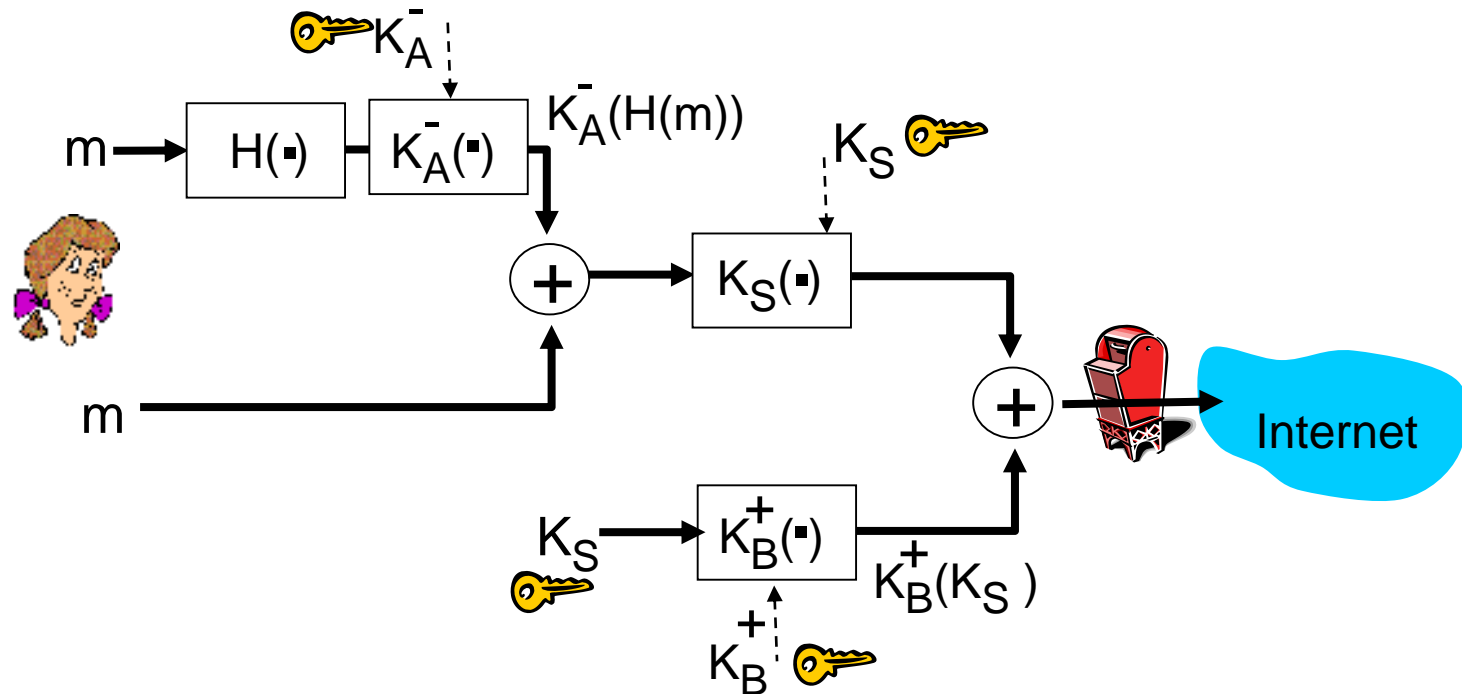 K_A^-
m
H(▪)
K_A^-(▪)
K_A^-(H(m))
K_S
+
K_S(▪)
m
+
Internet
K_S
K_B^+(▪)
K_B^+(K_S )
K_B^+